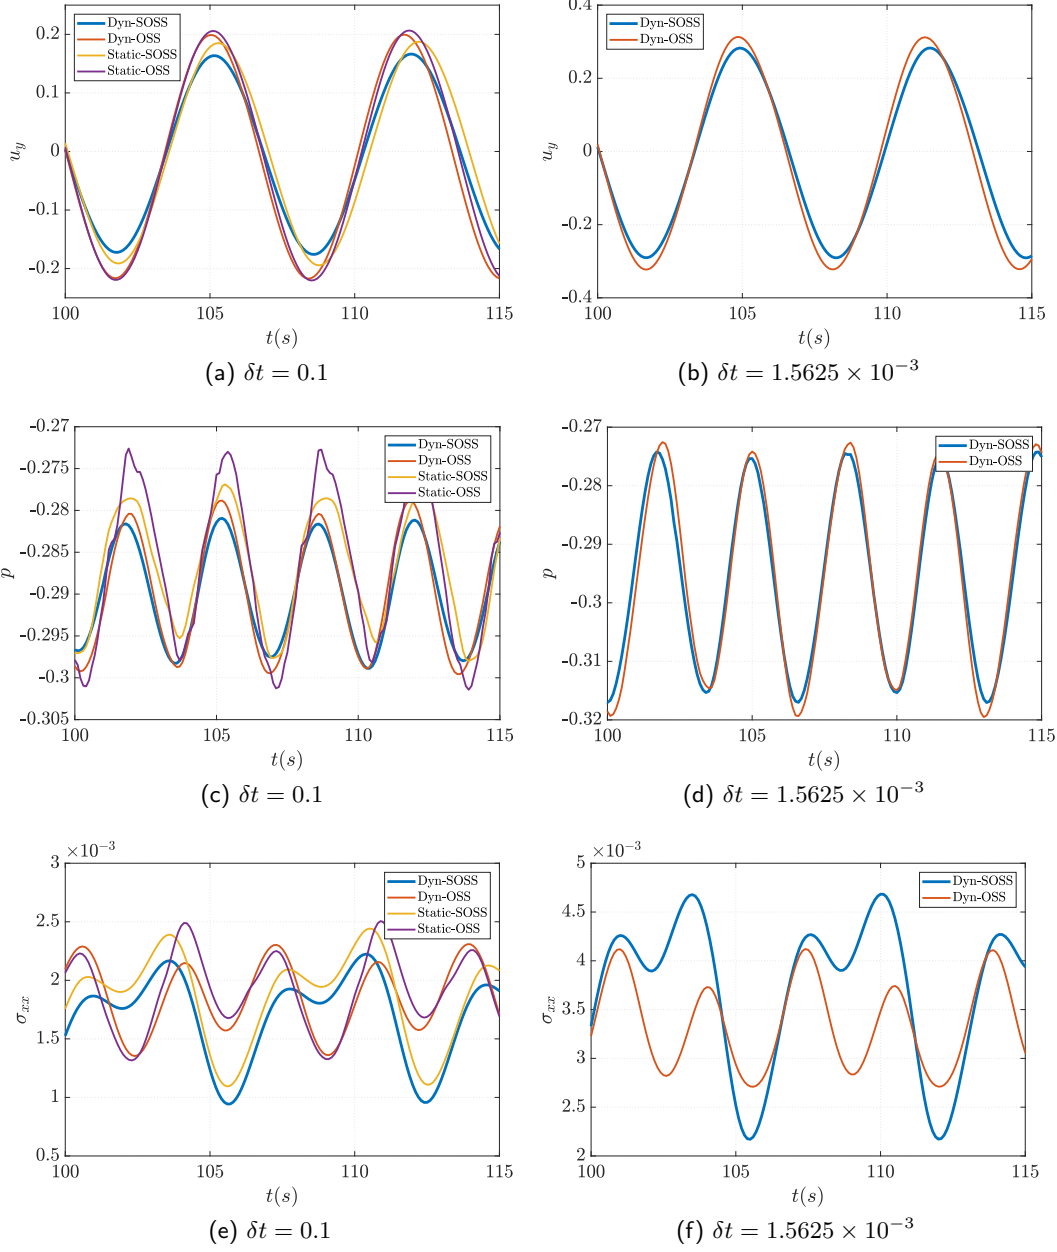 0.2
0.1
0
-0.1
-0.2
u_y
Dyn-SOSS
Dyn-OSS
Static-SOSS
Static-OSS
100 105 110 115
t(s)
(a) δt = 0.1
0.4
0.2
0
-0.2
-0.4
u_y
Dyn-SOSS
Dyn-OSS
100 105 110 115
t(s)
(b) δt = 1.5625 × 10⁻³
-0.27
-0.275
-0.28
-0.285
-0.29
-0.295
-0.3
-0.305
p
Dyn-SOSS
Dyn-OSS
Static-SOSS
Static-OSS
100 105 110 115
t(s)
(c) δt = 0.1
-0.27
-0.28
-0.29
-0.3
-0.31
-0.32
p
Dyn-SOSS
Dyn-OSS
100 105 110 115
t(s)
(d) δt = 1.5625 × 10⁻³
×10⁻³
3
2.5
2
1.5
1
0.5
σ_xx
Dyn-SOSS
Dyn-OSS
Static-SOSS
Static-OSS
100 105 110 115
t(s)
(e) δt = 0.1
×10⁻³
5
4.5
4
3.5
3
2.5
2
σ_xx
Dyn-SOSS
Dyn-OSS
100 105 110 115
t(s)
(f) δt = 1.5625 × 10⁻³